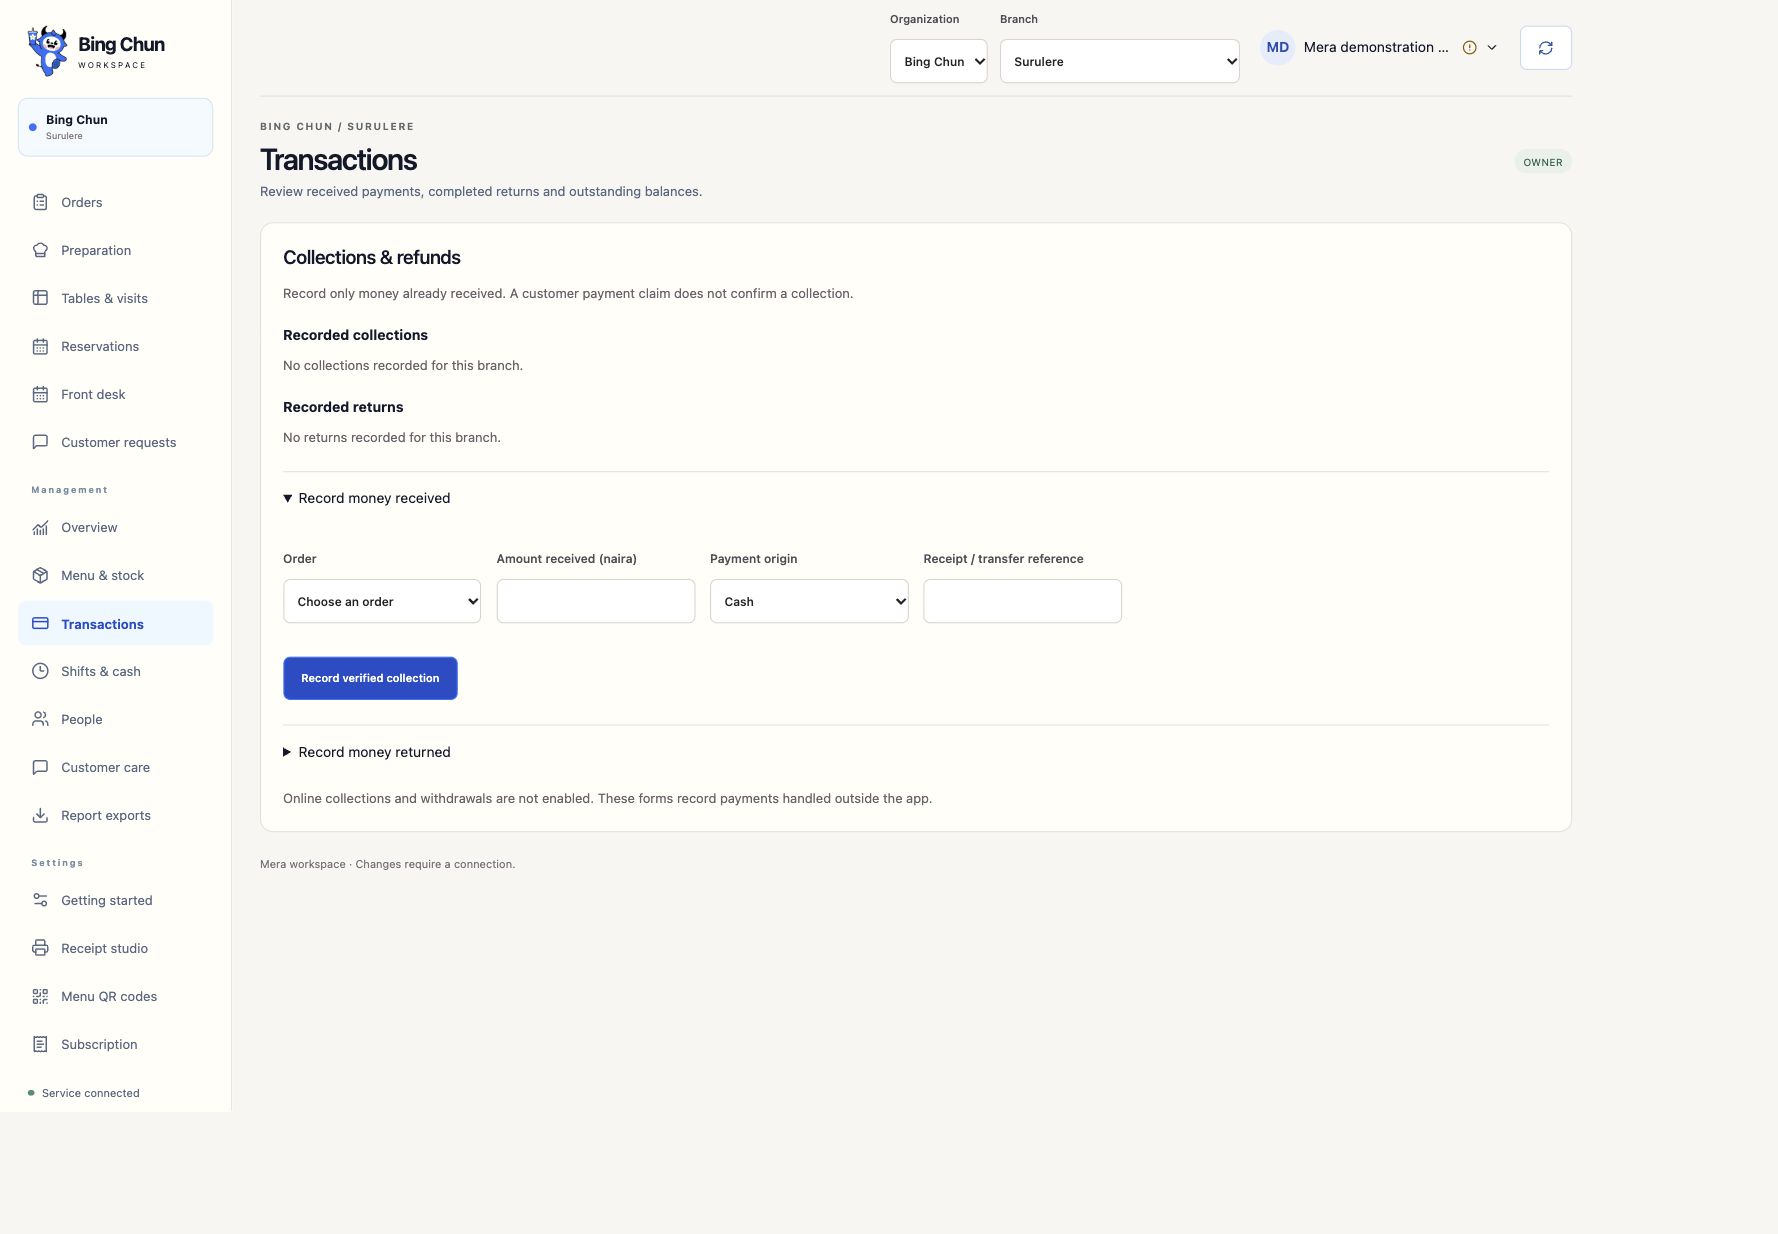 Bing Chun
WORKSPACE
Bing Chun
Surulere
Orders
Preparation
Tables & visits
Reservations
Front desk
Customer requests
Management
Overview
Menu & stock
Transactions
Shifts & cash
People
Customer care
Report exports
Settings
Getting started
Receipt studio
Menu QR codes
Subscription
Service connected
Organization
Branch
Bing Chun
Surulere
MD
Mera demonstration ...
BING CHUN / SURULERE
Transactions
OWNER
Review received payments, completed returns and outstanding balances.
Collections & refunds
Record only money already received. A customer payment claim does not confirm a collection.
Recorded collections
No collections recorded for this branch.
Recorded returns
No returns recorded for this branch.
Record money received
Order
Amount received (naira)
Payment origin
Receipt / transfer reference
Choose an order
Cash
Record verified collection
Record money returned
Online collections and withdrawals are not enabled. These forms record payments handled outside the app.
Mera workspace · Changes require a connection.